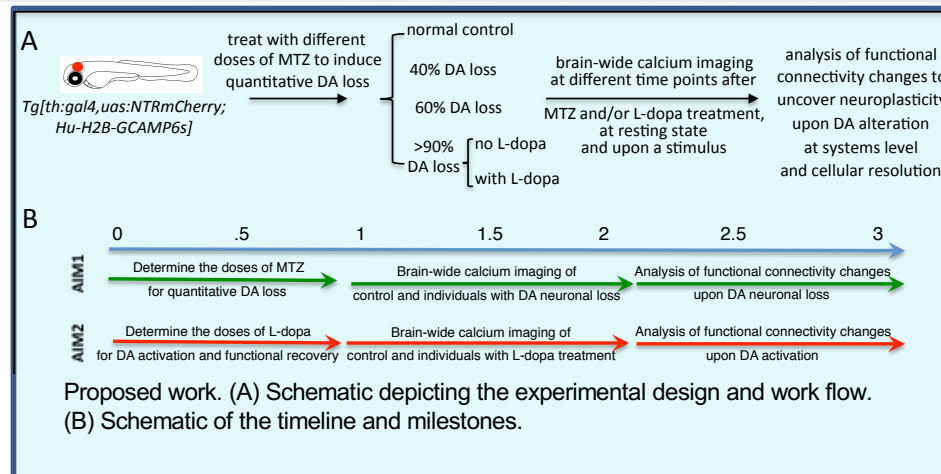 A
Tg[th:gal4,uas:NTRmCherry;
Hu-H2B-GCAMP6s]
treat with different
doses of MTZ to induce
quantitative DA loss
normal control
40% DA loss
60% DA loss
>90%
DA loss
no L-dopa
with L-dopa
brain-wide calcium imaging
at different time points after
MTZ and/or L-dopa treatment,
at resting state
and upon a stimulus
analysis of functional
connectivity changes to
uncover neuroplasticity
upon DA alteration
at systems level
and cellular resolution
B
0 .5 1 1.5 2 2.5 3
AIM1
Determine the doses of MTZ
for quantitative DA loss
Brain-wide calcium imaging of
control and individuals with DA neuronal loss
Analysis of functional connectivity changes
upon DA neuronal loss
AIM2
Determine the doses of L-dopa
for DA activation and functional recovery
Brain-wide calcium imaging of
control and individuals with L-dopa treatment
Analysis of functional connectivity changes
upon DA activation
Proposed work. (A) Schematic depicting the experimental design and work flow.
(B) Schematic of the timeline and milestones.